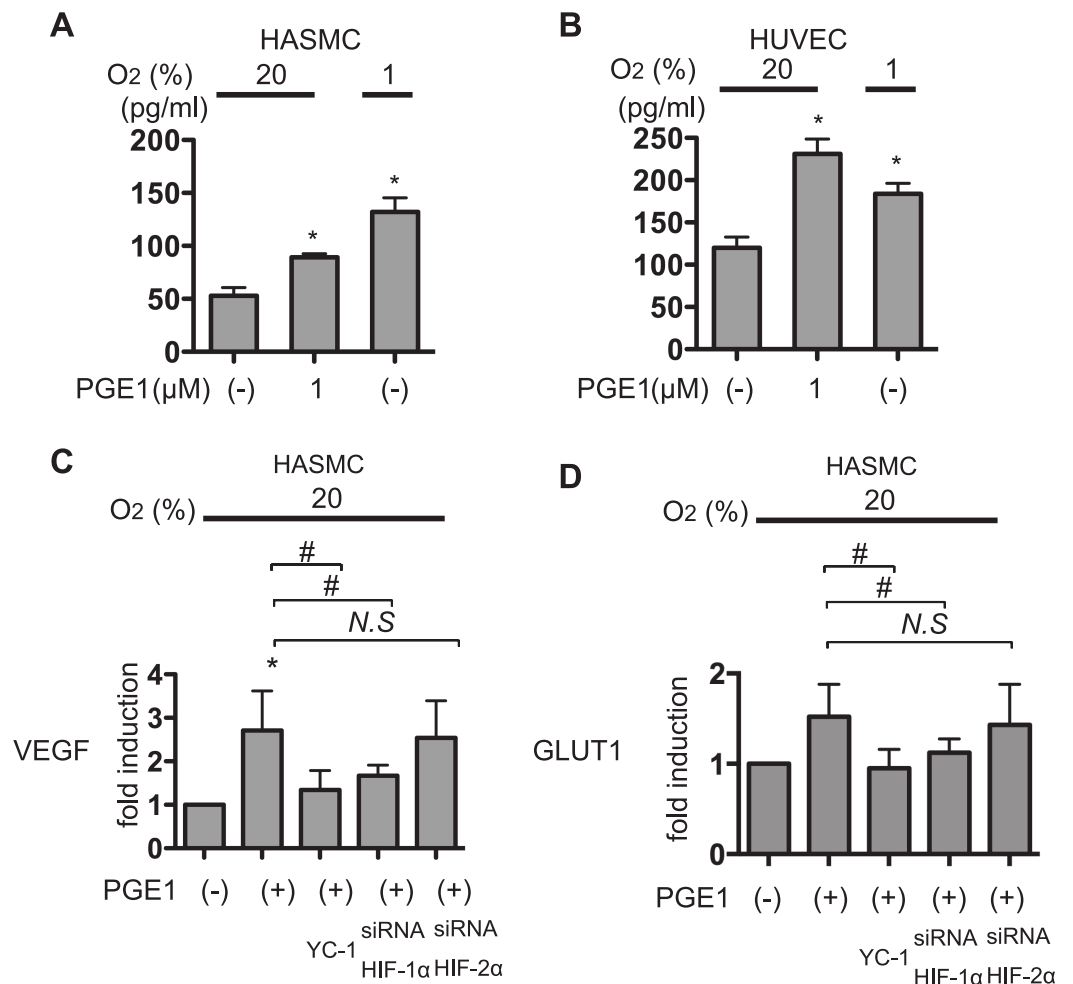 A
HASMC
O2 (%) 20 1
(pg/ml)
200
150
100
50
0
* *
PGE1(μM) (-) 1 (-)
B
HUVEC
O2 (%) 20 1
(pg/ml)
250
200
150
100
50
0
* *
PGE1(μM) (-) 1 (-)
C
HASMC
20
O2 (%)
#
#
N.S
*
VEGF
fold induction
4
3
2
1
0
PGE1 (-) (+) (+) (+) (+)
YC-1 siRNA siRNA
HIF-1α HIF-2α
D
HASMC
20
O2 (%)
#
#
N.S
GLUT1
fold induction
2
1
0
PGE1 (-) (+) (+) (+) (+)
YC-1 siRNA siRNA
HIF-1α HIF-2α